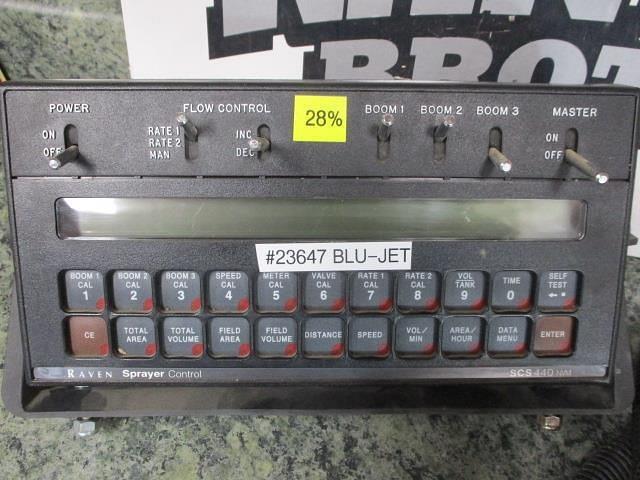 BROT
POWER
FLOW CONTROL
28%
BOOM 1
BOOM 2
BOOM 3
MASTER
ON
OFF
RATE 1
RATE 2
MAN
INC
DEC
ON
OFF
#23647 BLU-JET
BOOM 1 CAL 1
BOOM 2 CAL 2
BOOM 3 CAL 3
SPEED CAL 4
METER CAL 5
VALVE CAL 6
RATE 1 CAL 7
RATE 2 CAL 8
VOL TANK 9
TIME 0
SELF TEST
CE
TOTAL AREA
TOTAL VOLUME
FIELD AREA
FIELD VOLUME
DISTANCE
SPEED
VOL/ MIN
AREA/ HOUR
DATA MENU
ENTER
RAVEN Sprayer Control
SCS 440